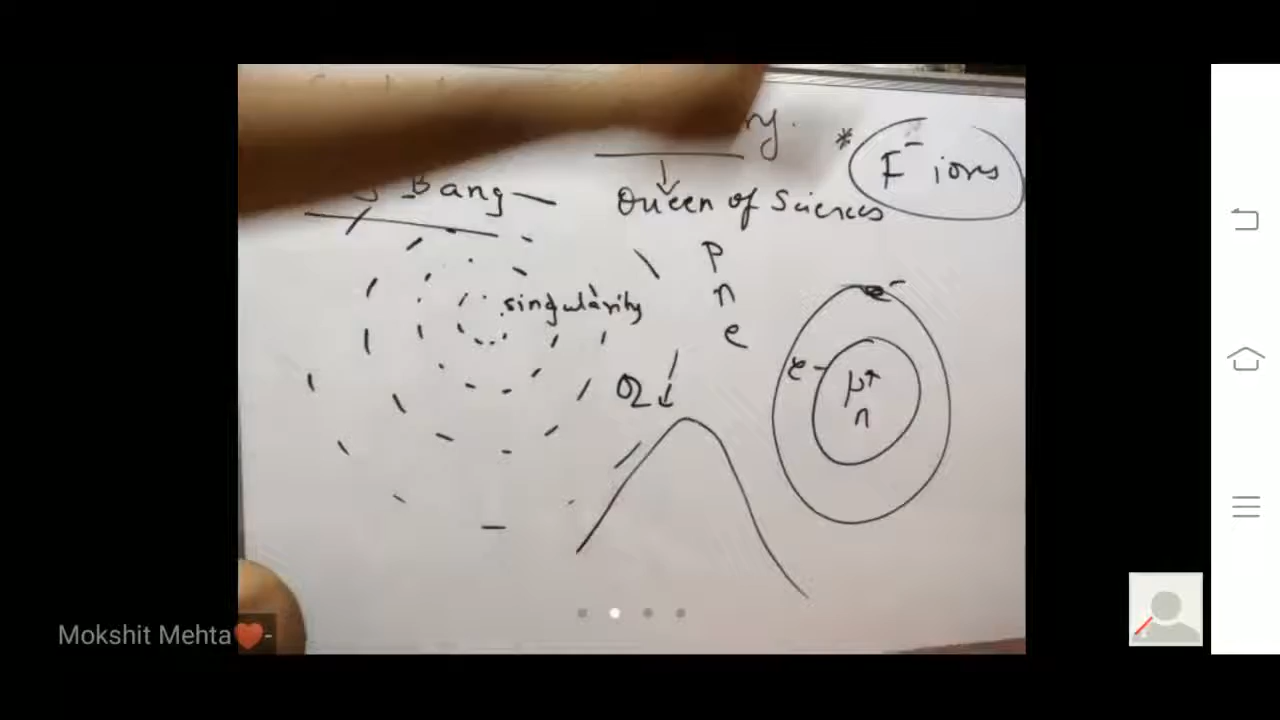 Bang
Queen of Sciences
* F⁻ ions
singularity
p
n
e
O₂ ↓
e⁻
e⁻
p⁺
n
Mokshit Mehta❤️-